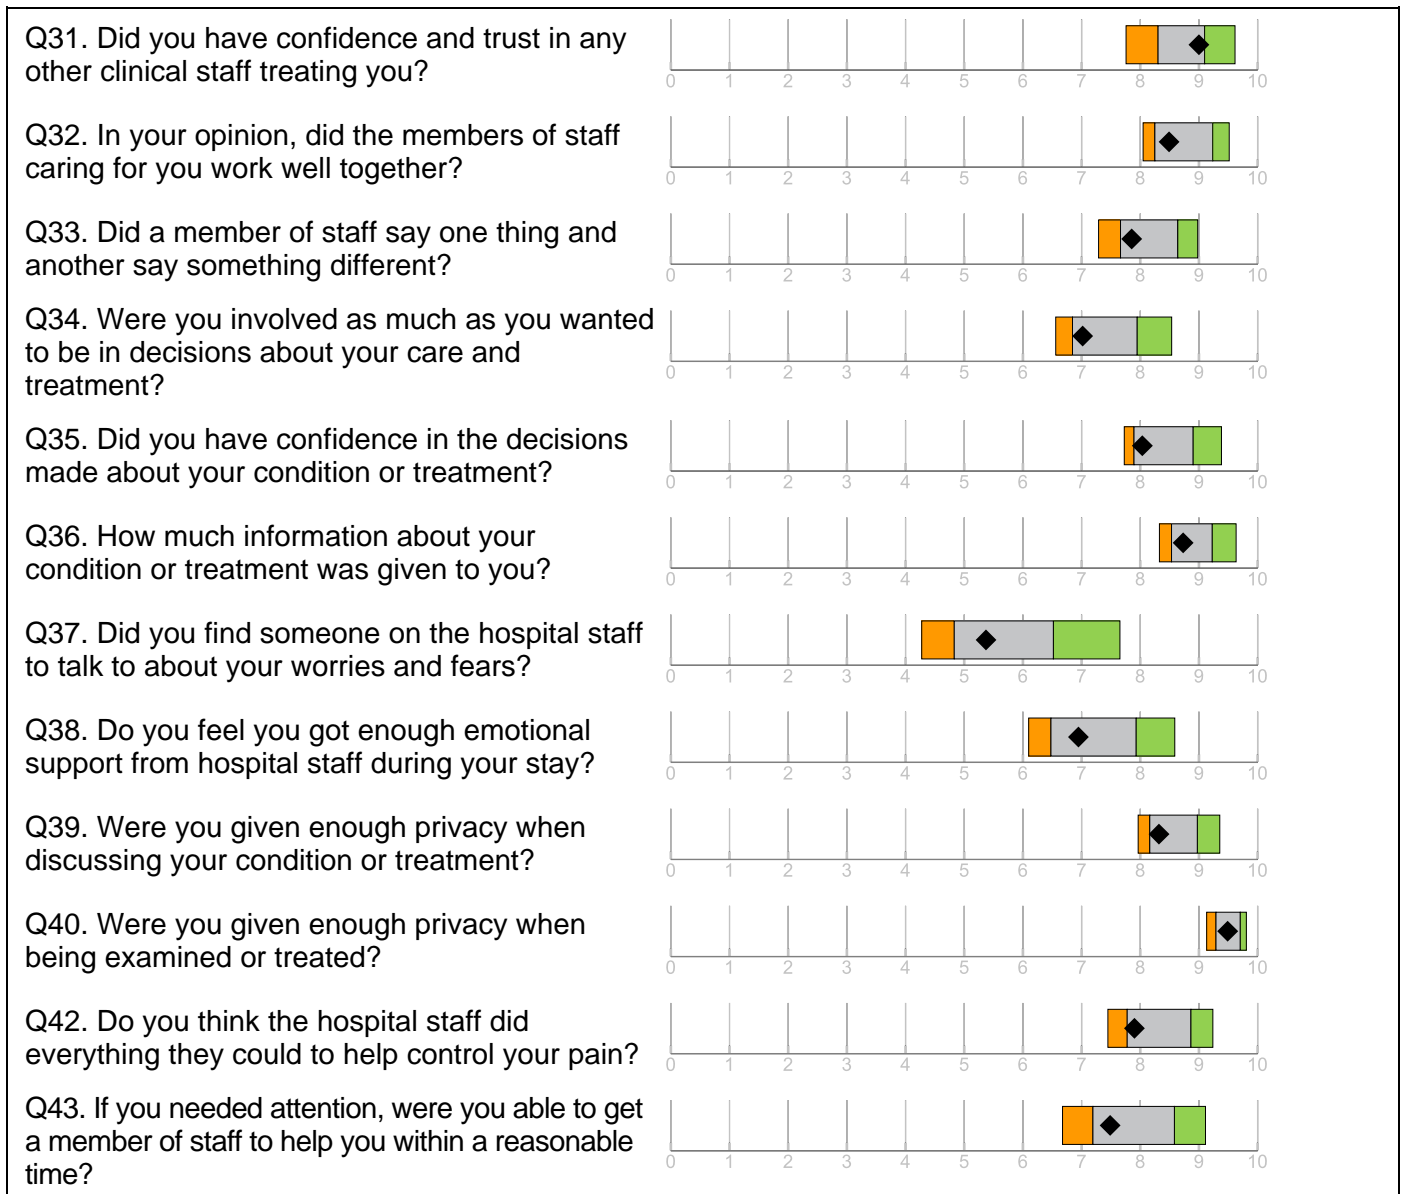 Q31. Did you have confidence and trust in any
other clinical staff treating you?
0 1 2 3 4 5 6 7 8 9 10
Q32. In your opinion, did the members of staff
caring for you work well together?
0 1 2 3 4 5 6 7 8 9 10
Q33. Did a member of staff say one thing and
another say something different?
0 1 2 3 4 5 6 7 8 9 10
Q34. Were you involved as much as you wanted
to be in decisions about your care and
treatment?
0 1 2 3 4 5 6 7 8 9 10
Q35. Did you have confidence in the decisions
made about your condition or treatment?
0 1 2 3 4 5 6 7 8 9 10
Q36. How much information about your
condition or treatment was given to you?
0 1 2 3 4 5 6 7 8 9 10
Q37. Did you find someone on the hospital staff
to talk to about your worries and fears?
0 1 2 3 4 5 6 7 8 9 10
Q38. Do you feel you got enough emotional
support from hospital staff during your stay?
0 1 2 3 4 5 6 7 8 9 10
Q39. Were you given enough privacy when
discussing your condition or treatment?
0 1 2 3 4 5 6 7 8 9 10
Q40. Were you given enough privacy when
being examined or treated?
0 1 2 3 4 5 6 7 8 9 10
Q42. Do you think the hospital staff did
everything they could to help control your pain?
0 1 2 3 4 5 6 7 8 9 10
Q43. If you needed attention, were you able to get
a member of staff to help you within a reasonable
time?
0 1 2 3 4 5 6 7 8 9 10